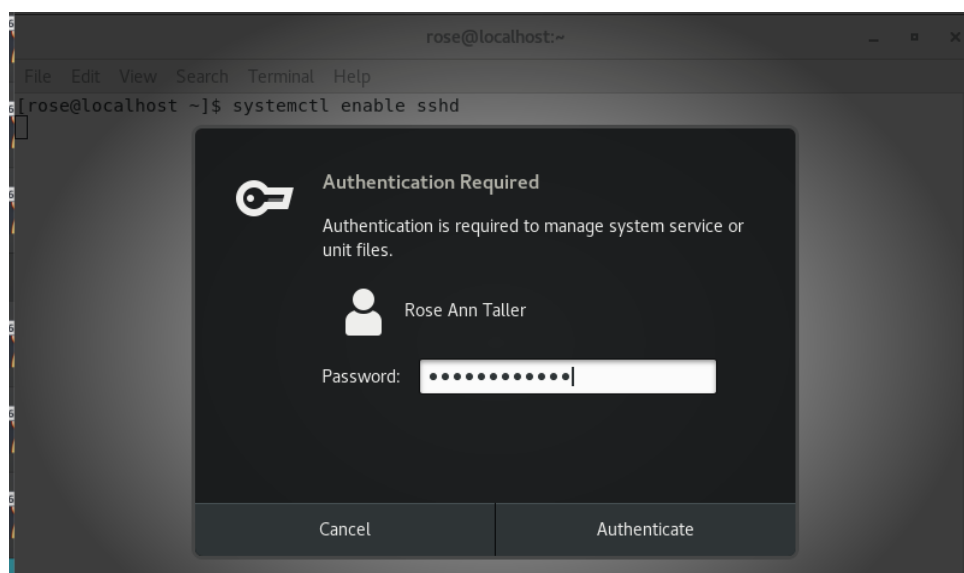 rose@localhost:~
File Edit View Search Terminal Help
[rose@localhost ~]$ systemctl enable sshd
Authentication Required
Authentication is required to manage system service or
unit files.
Rose Ann Taller
Password: ●●●●●●●●●●●●
Cancel Authenticate